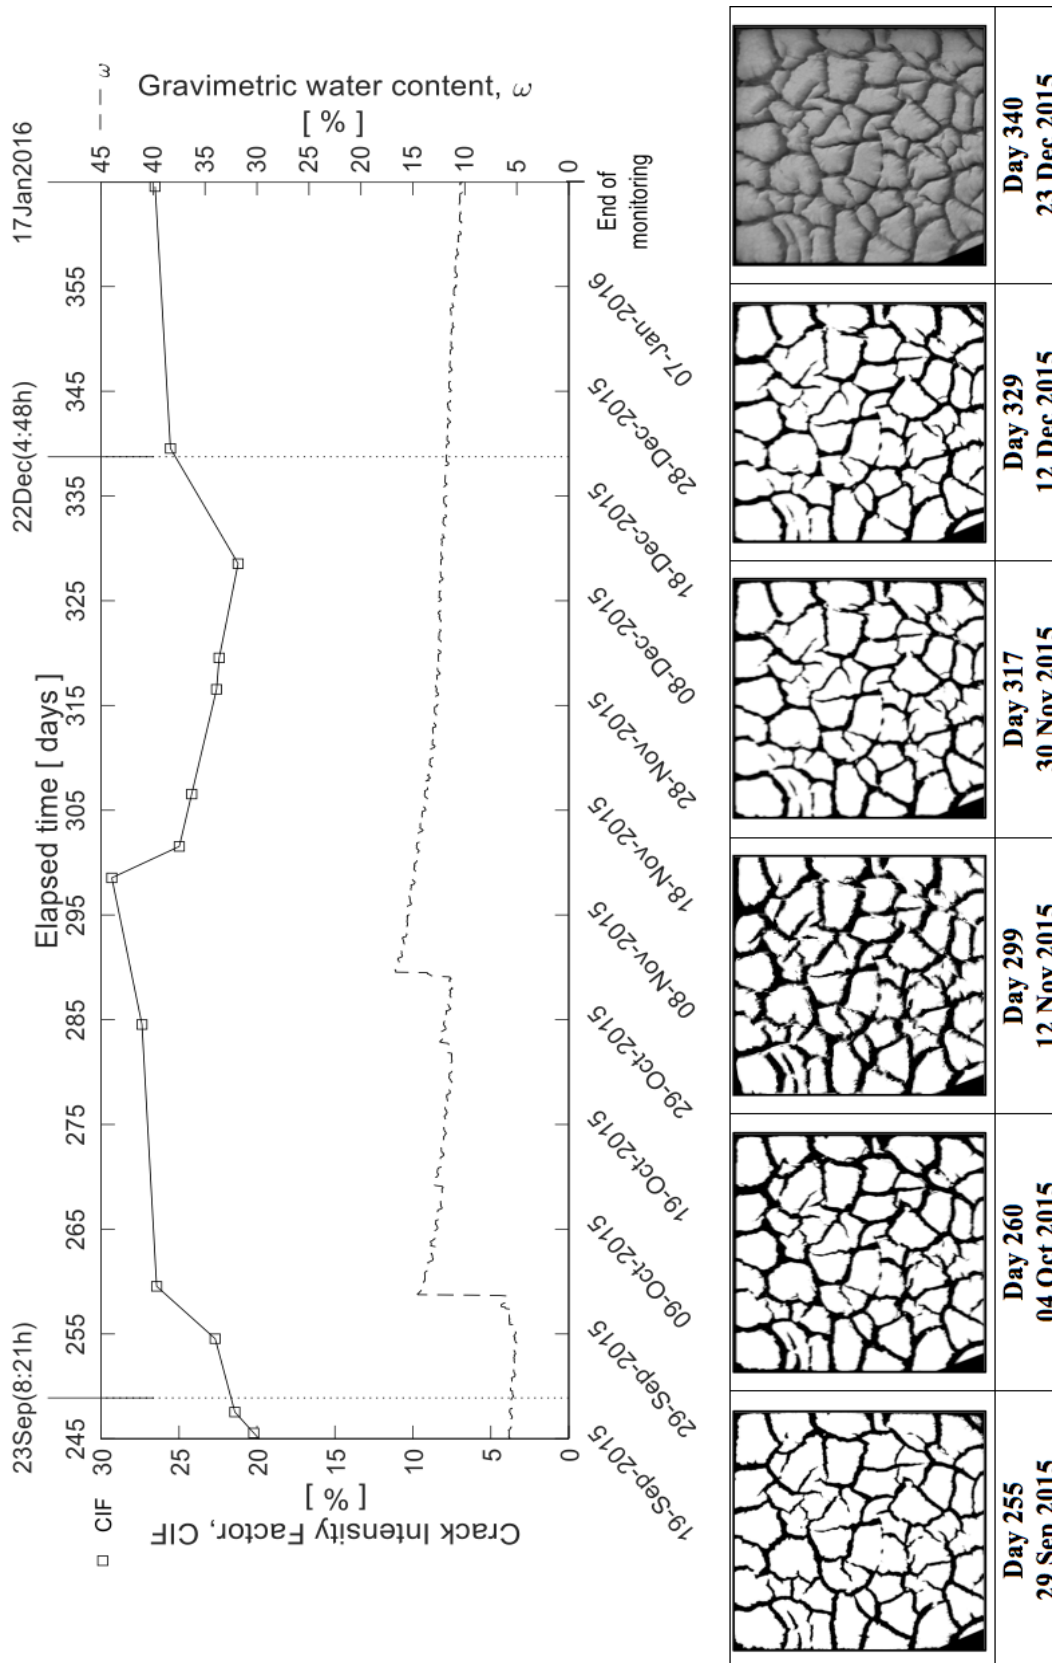 23Sep(8:21h)
22Dec(4:48h)
17Jan2016
Elapsed time [ days ]
245 255 265 275 285 295 305 315 325 335 345 355
CIF
ω
Crack Intensity Factor, CIF
[ % ]
30
25
20
15
10
5
0
Gravimetric water content, ω
[ % ]
45
40
35
30
25
20
15
10
5
0
19-Sep-2015
29-Sep-2015
09-Oct-2015
19-Oct-2015
29-Oct-2015
08-Nov-2015
18-Nov-2015
28-Nov-2015
08-Dec-2015
18-Dec-2015
28-Dec-2015
07-Jan-2016
End of
monitoring
Day 255
29 Sep 2015
Day 260
04 Oct 2015
Day 299
12 Nov 2015
Day 317
30 Nov 2015
Day 329
12 Dec 2015
Day 340
23 Dec 2015